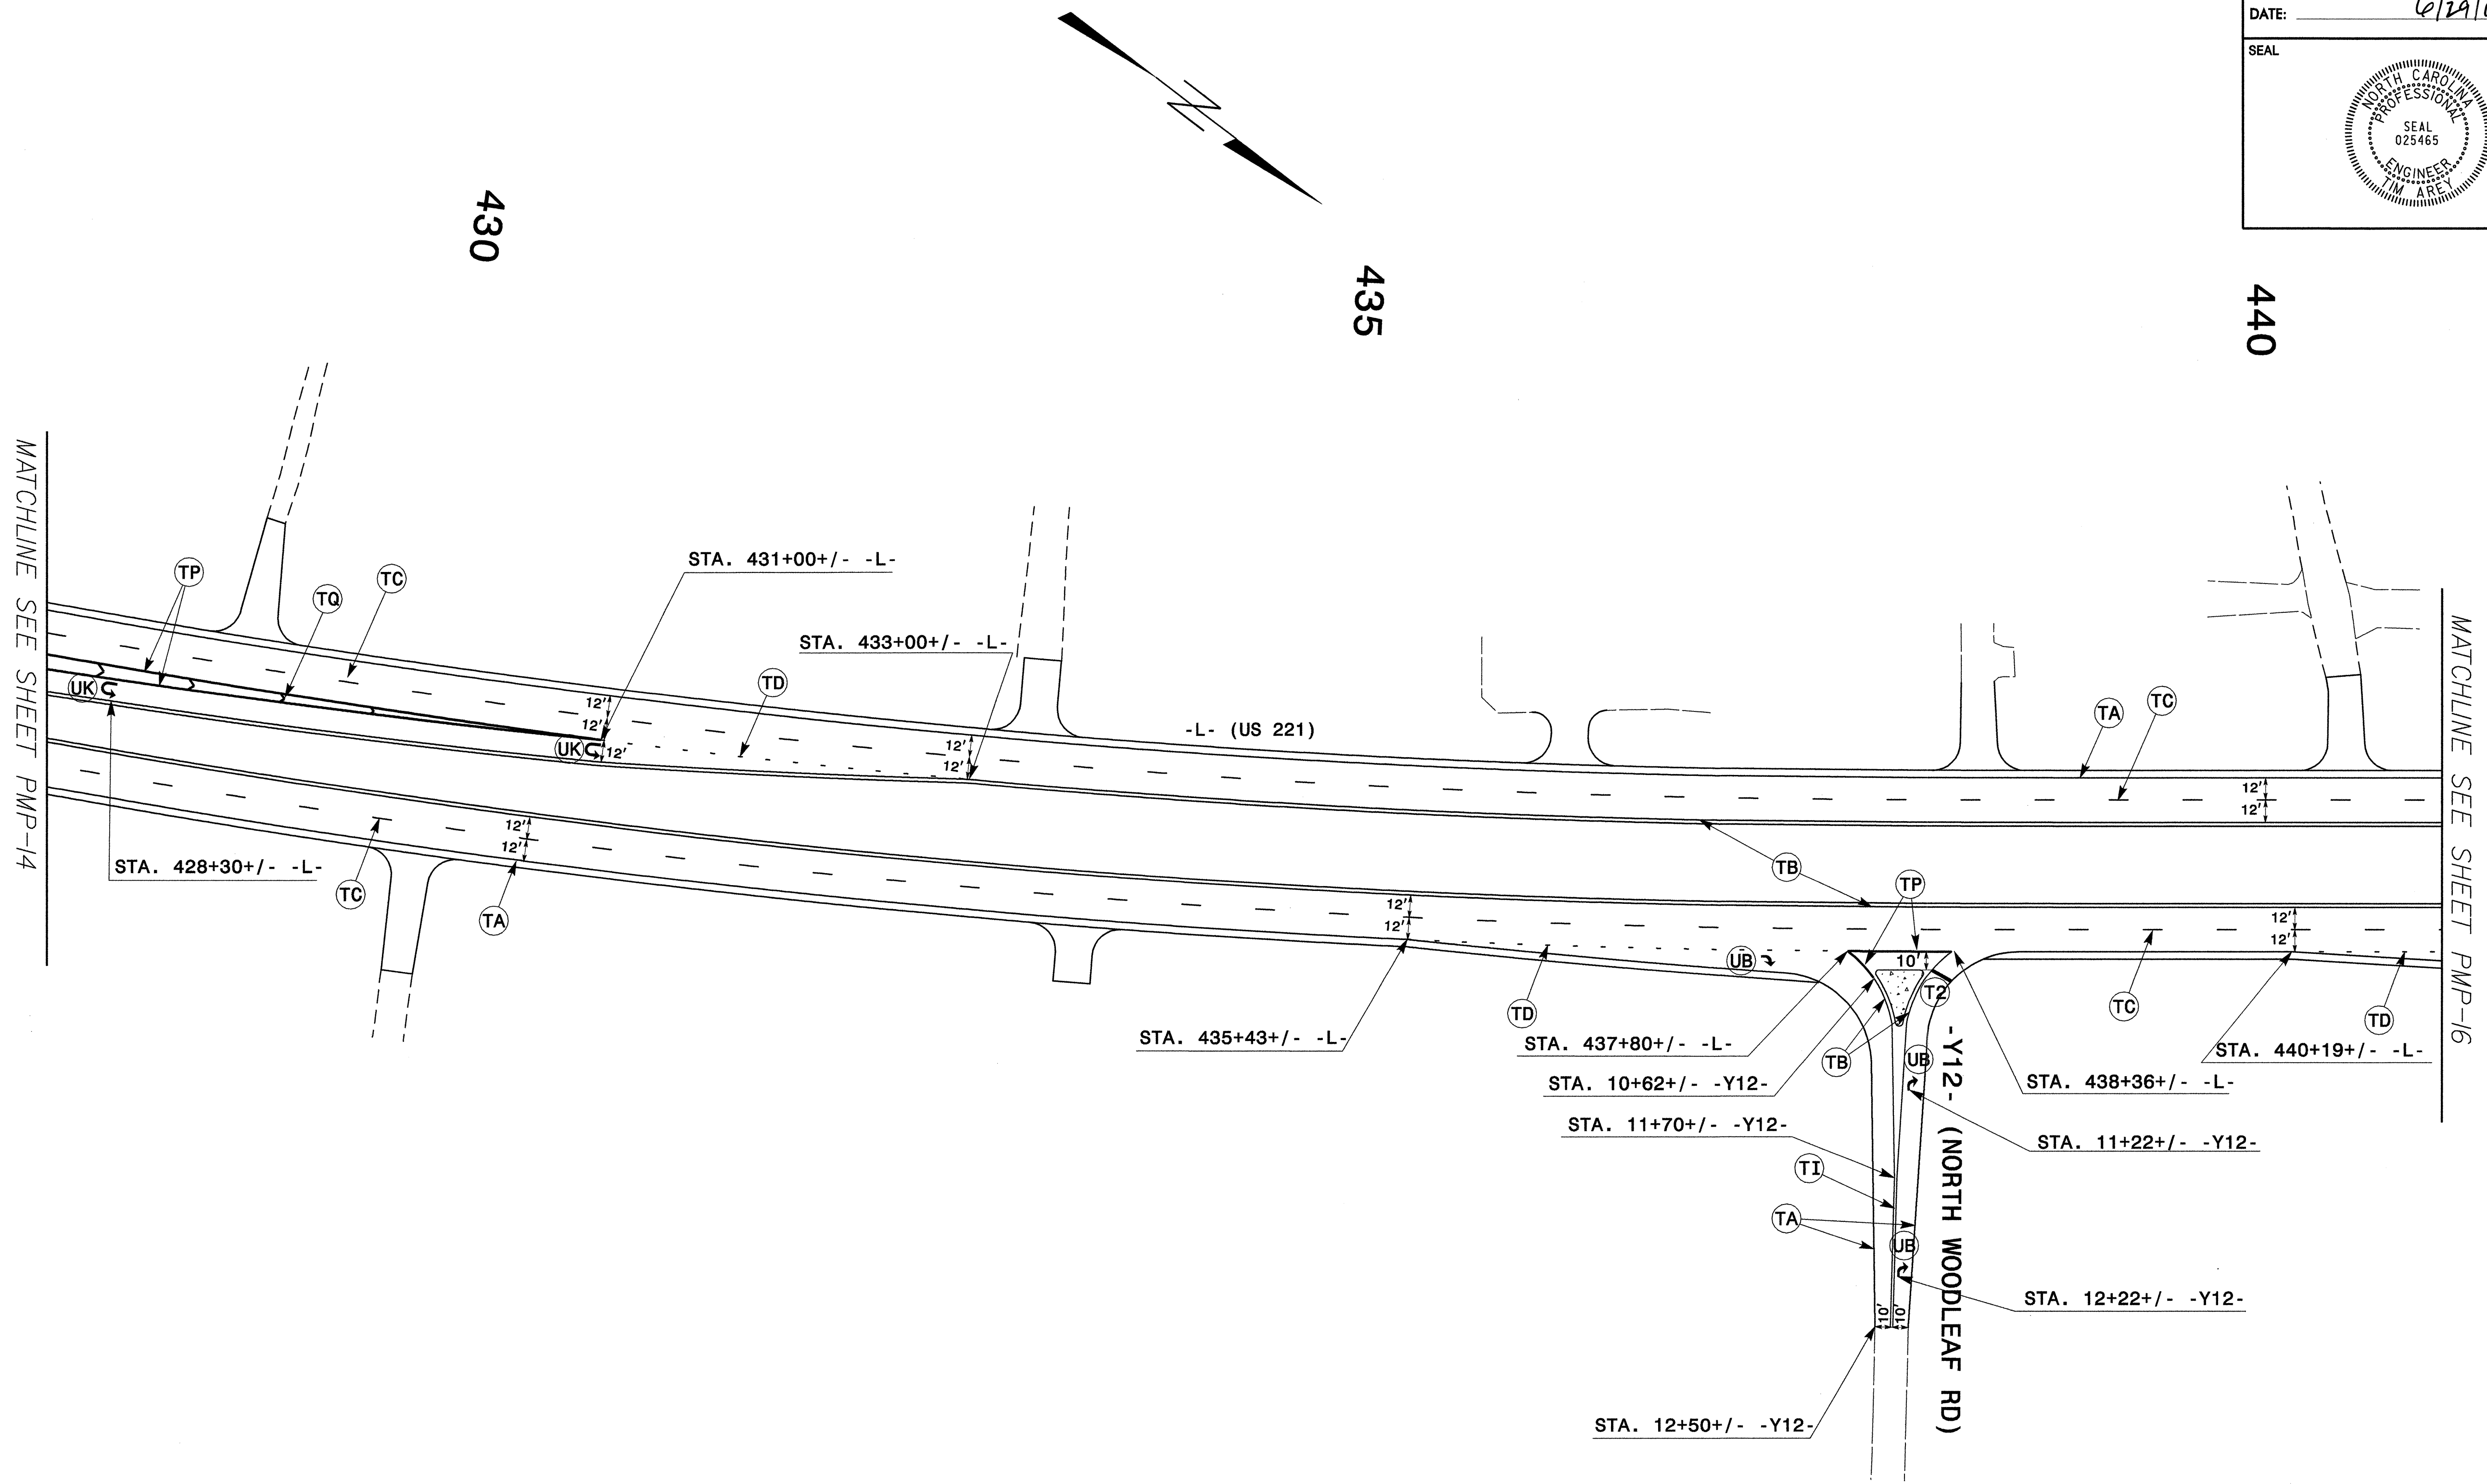 DATE:
SEAL
NORTH CAROLINA
PROFESSIONAL
SEAL
025465
ENGINEER
TIM AREY
430
435
440
MATCHLINE SEE SHEET PMP-14
MATCHLINE SEE SHEET PMP-16
TP
TQ
TC
STA. 431+00+/- -L-
STA. 433+00+/- -L-
TD
-L- (US 221)
TA
TC
UK
UK
12'
12'
12'
12'
12'
12'
12'
STA. 428+30+/- -L-
TC
12'
12'
TA
TB
TP
12'
12'
12'
12'
UB
10'
T2
TD
TC
TD
STA. 435+43+/- -L-
STA. 437+80+/- -L-
STA. 440+19+/- -L-
TB
UB
STA. 10+62+/- -Y12-
STA. 438+36+/- -L-
STA. 11+70+/- -Y12-
STA. 11+22+/- -Y12-
TI
TA
UB
-Y12- (NORTH WOODLEAF RD)
STA. 12+22+/- -Y12-
10'
10'
STA. 12+50+/- -Y12-